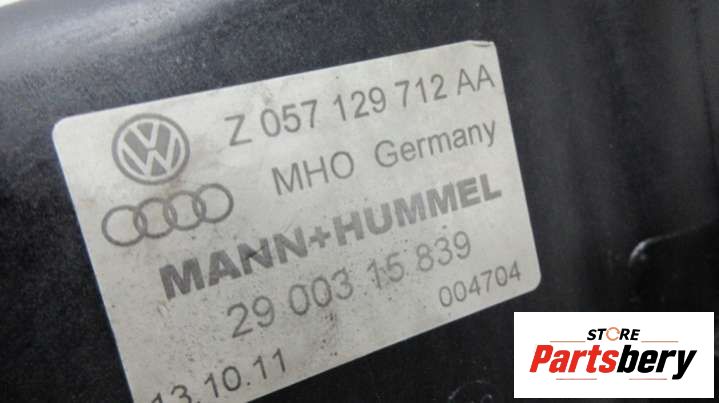 Z 057 129 712 AA
MHO Germany
MANN+HUMMEL
29 003 15 839
004704
13.10.11
STORE
Partsbery